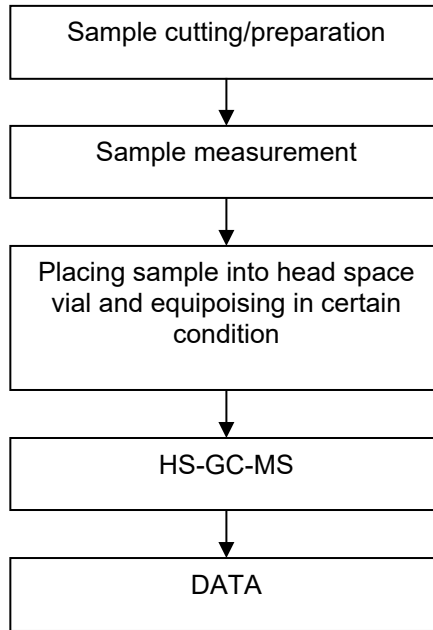 Sample cutting/preparation
Sample measurement
Placing sample into head space
vial and equipoising in certain
condition
HS-GC-MS
DATA